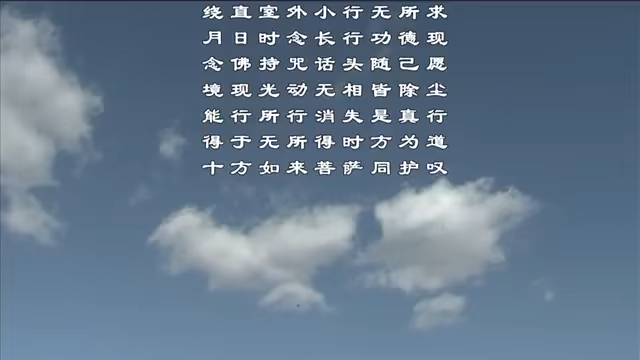 绕直室外小行无所求
月日时念长行功德现
念佛持咒话头随己愿
境现光动无相皆除尘
能行所行消失是真行
得于无所得时方为道
十方如来菩萨同护叹